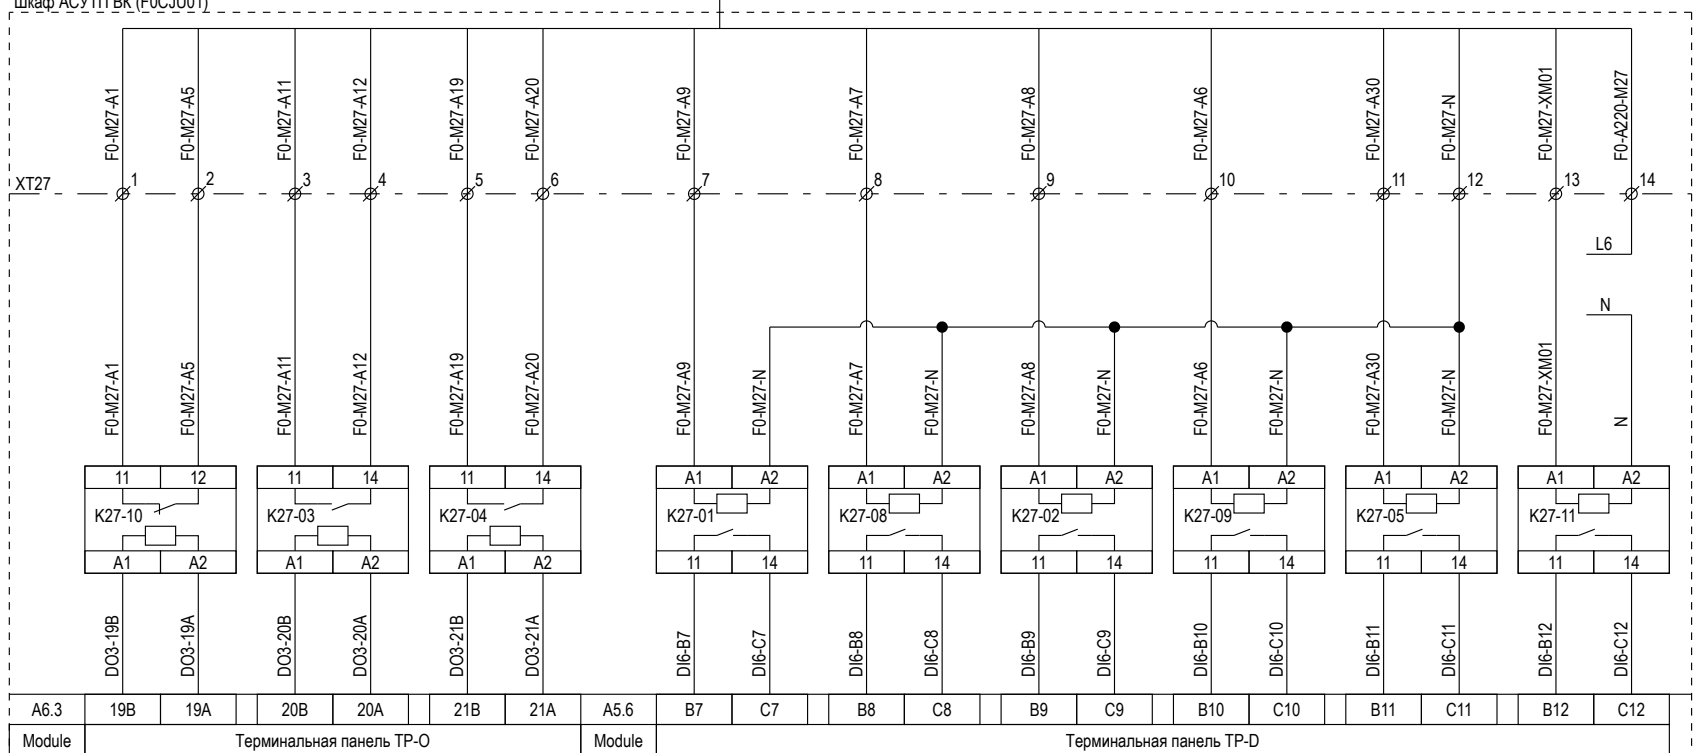 Шкаф АСУТП ВК (F0CJU01)
F0-M27-A1 F0-M27-A5 F0-M27-A11 F0-M27-A12 F0-M27-A19 F0-M27-A20 F0-M27-A9 F0-M27-A7 F0-M27-A8 F0-M27-A6 F0-M27-A30 F0-M27-N F0-M27-XM01 F0-A220-M27
XT27 1 2 3 4 5 6 7 8 9 10 11 12 13 14
L6
N
F0-M27-A1 F0-M27-A5 F0-M27-A11 F0-M27-A12 F0-M27-A19 F0-M27-A20 F0-M27-A9 F0-M27-N F0-M27-A7 F0-M27-N F0-M27-A8 F0-M27-N F0-M27-A6 F0-M27-N F0-M27-A30 F0-M27-N F0-M27-XM01 N
11 12 11 14 11 14 A1 A2 A1 A2 A1 A2 A1 A2 A1 A2 A1 A2
K27-10 K27-03 K27-04 K27-01 K27-08 K27-02 K27-09 K27-05 K27-11
A1 A2 A1 A2 A1 A2 11 14 11 14 11 14 11 14 11 14 11 14
DO3-19B DO3-19A DO3-20B DO3-20A DO3-21B DO3-21A DI6-B7 DI6-C7 DI6-B8 DI6-C8 DI6-B9 DI6-C9 DI6-B10 DI6-C10 DI6-B11 DI6-C11 DI6-B12 DI6-C12
A6.3 19B 19A 20B 20A 21B 21A A5.6 B7 C7 B8 C8 B9 C9 B10 C10 B11 C11 B12 C12
Module Терминальная панель TP-O Module Терминальная панель TP-D